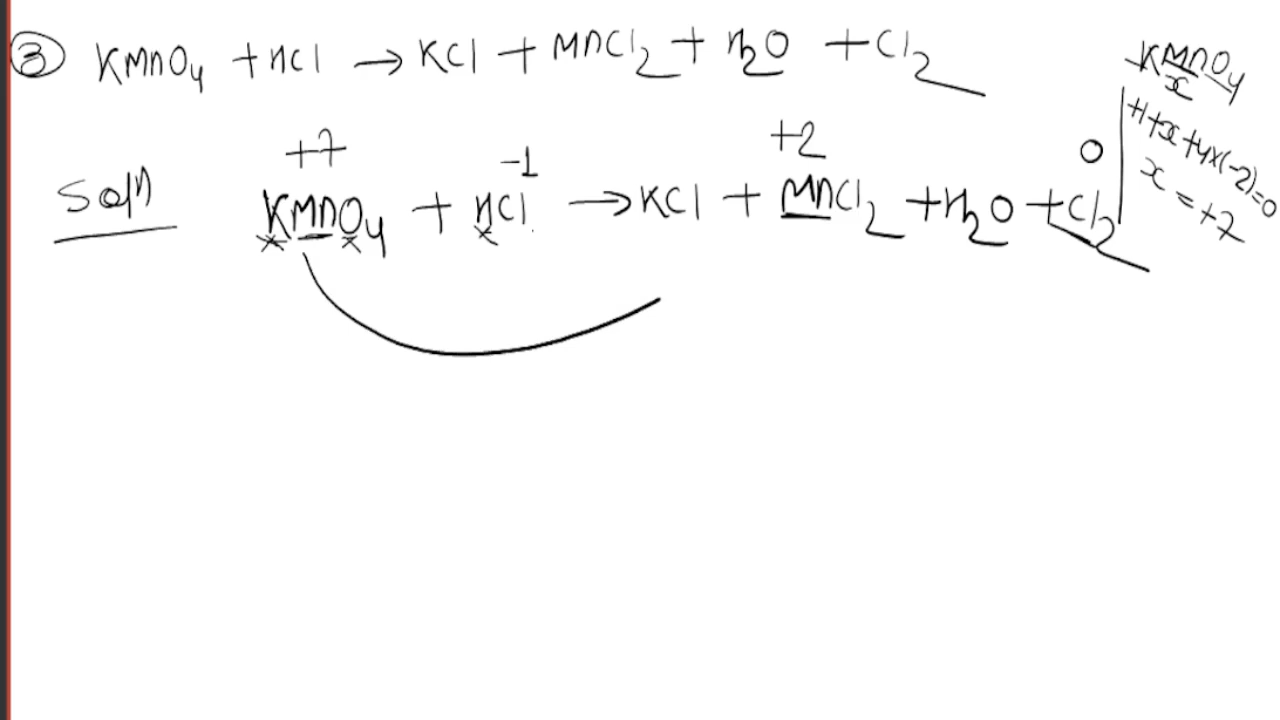 ③ KMnO₄ + HCl → KCl + MnCl₂ + H₂O + Cl₂
KMnO₄
x
+1+x+4×(-2)=0
x = +7
+7 -1 +2 0
Soln KMnO₄ + HCl → KCl + MnCl₂ + H₂O + Cl₂
× × ×